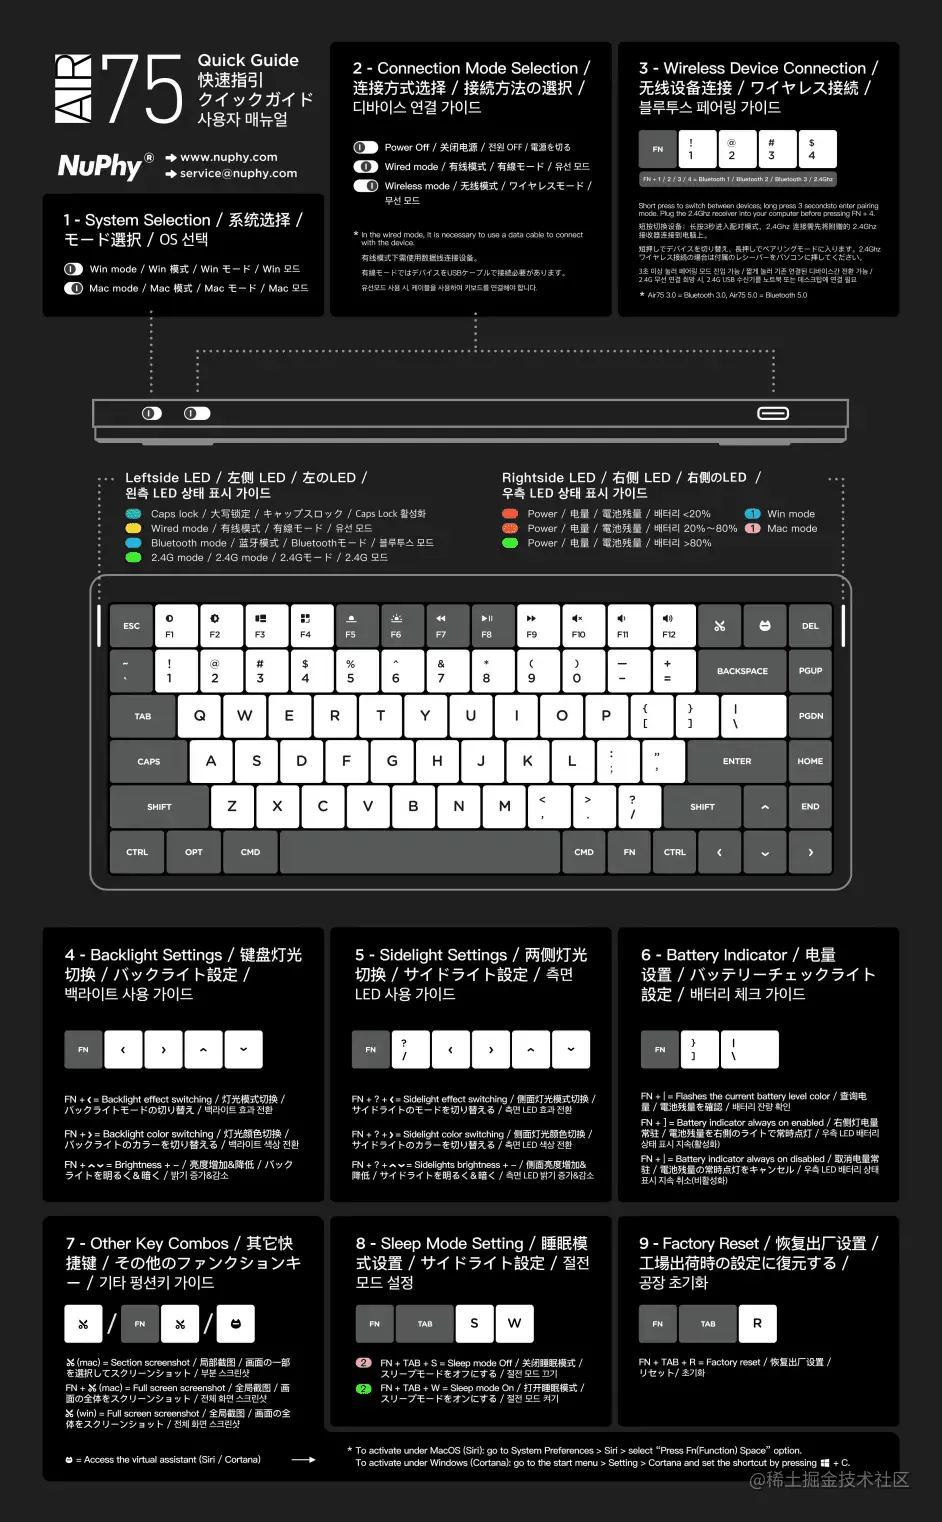 AIR75
Quick Guide
快速指引
クイックガイド
사용자 매뉴얼
NuPhy®
www.nuphy.com
service@nuphy.com
1 - System Selection / 系统选择 /
モード選択 / OS 선택
Win mode / Win 模式 / Win モード / Win 모드
Mac mode / Mac 模式 / Mac モード / Mac 모드
2 - Connection Mode Selection /
连接方式选择 / 接続方法の選択 /
디바이스 연결 가이드
Power Off / 关闭电源 / 전원 OFF / 電源を切る
Wired mode / 有线模式 / 有線モード / 유선 모드
Wireless mode / 无线模式 / ワイヤレスモード /
무선 모드
* In the wired mode, It is necessary to use a data cable to connect
with the device.
有线模式下需使用数据线连接设备。
有線モードではデバイスをUSBケーブルで接続必要があります。
유선모드 사용 시, 케이블을 사용하여 키보드를 연결해야 합니다.
3 - Wireless Device Connection /
无线设备连接 / ワイヤレス接続 /
블루투스 페어링 가이드
FN ! 1 @ 2 # 3 $ 4
FN + 1 / 2 / 3 / 4 = Bluetooth 1 / Bluetooth 2 / Bluetooth 3 / 2.4Ghz
Short press to switch between devices; long press 3 secondsto enter pairing
mode. Plug the 2.4Ghz receiver into your computer before pressing FN + 4.
短按切换设备；长按3秒进入配对模式，2.4Ghz 连接需先将附赠的 2.4Ghz
接收器连接到电脑上。
短押しでデバイスを切り替え、長押しでペアリングモードに入ります。2.4Ghz
ワイヤレス接続の場合は付属のレシーバーをパソコンに挿してください。
3초 이상 눌러 페어링 모드 진입 가능 / 짧게 눌러 기존 연결된 디바이스간 전환 가능 /
2.4G 무선 연결 희망 시, 2.4G USB 수신기를 노트북 또는 데스크탑에 연결 필요
* Air75 3.0 = Bluetooth 3.0, Air75 5.0 = Bluetooth 5.0
Leftside LED / 左侧 LED / 左のLED /
왼측 LED 상태 표시 가이드
Caps lock / 大写锁定 / キャップスロック / Caps Lock 활성화
Wired mode / 有线模式 / 有線モード / 유선 모드
Bluetooth mode / 蓝牙模式 / Bluetoothモード / 블루투스 모드
2.4G mode / 2.4G mode / 2.4Gモード / 2.4G 모드
Rightside LED / 右侧 LED / 右側のLED /
우측 LED 상태 표시 가이드
Power / 电量 / 電池残量 / 배터리 <20%
1 Win mode
Power / 电量 / 電池残量 / 배터리 20%～80%
1 Mac mode
Power / 电量 / 電池残量 / 배터리 >80%
ESC F1 F2 F3 F4 F5 F6 F7 F8 F9 F10 F11 F12 DEL
~ ` ! 1 @ 2 # 3 $ 4 % 5 ^ 6 & 7 * 8 ( 9 ) 0 — - + = BACKSPACE PGUP
TAB Q W E R T Y U I O P { [ } ] | \ PGDN
CAPS A S D F G H J K L : ; " , ENTER HOME
SHIFT Z X C V B N M < , > . ? / SHIFT ^ END
CTRL OPT CMD CMD FN CTRL
4 - Backlight Settings / 键盘灯光
切换 / バックライト設定 /
백라이트 사용 가이드
FN ‹ › ^ ⌄
FN + ‹ = Backlight effect switching / 灯光模式切换 /
バックライトモードの切り替え / 백라이트 효과 전환
FN + › = Backlight color switching / 灯光颜色切换 /
バックライトのカラーを切り替える / 백라이트 색상 전환
FN + ^ ⌄ = Brightness + − / 亮度增加&降低 / バック
ライトを明るく＆暗く / 밝기 증가&감소
5 - Sidelight Settings / 两侧灯光
切换 / サイドライト設定 / 측면
LED 사용 가이드
FN ? / ‹ › ^ ⌄
FN + ? + ‹ = Sidelight effect switching / 侧面灯光模式切换 /
サイドライトのモードを切り替える / 측면 LED 효과 전환
FN + ? + › = Sidelight color switching / 侧面灯光颜色切换 /
サイドライトのカラーを切り替える / 측면 LED 색상 전환
FN + ? + ^ ⌄ = Sidelights brightness + − / 侧面亮度增加&
降低 / サイドライトを明るく＆暗く / 측면 LED 밝기 증가&감소
6 - Battery Indicator / 电量
设置 / バッテリーチェックライト
設定 / 배터리 체크 가이드
FN } ] | \
FN + | = Flashes the current battery level color / 查询电
量 / 電池残量を確認 / 배터리 잔량 확인
FN + ] = Battery indicator always on enabled / 右侧灯电量
常驻 / 電池残量を右側のライトで常時点灯 / 우측 LED 배터리
상태 표시 지속(활성화)
FN + | = Battery indicator always on disabled / 取消电量常
驻 / 電池残量の常時点灯をキャンセル / 우측 LED 배터리 상태
표시 지속 취소(비활성화)
7 - Other Key Combos / 其它快
捷键 / その他のファンクションキ
ー / 기타 펑션키 가이드
/ FN /
(mac) = Section screenshot / 局部截图 / 画面の一部
を選択してスクリーンショット / 부분 스크린샷
FN + (mac) = Full screen screenshot / 全局截图 / 画
面の全体をスクリーンショット / 전체 화면 스크린샷
(win) = Full screen screenshot / 全局截图 / 画面の全
体をスクリーンショット / 전체 화면 스크린샷
= Access the virtual assistant (Siri / Cortana)
8 - Sleep Mode Setting / 睡眠模
式设置 / サイドライト設定 / 절전
모드 설정
FN TAB S W
2 FN + TAB + S = Sleep mode Off / 关闭睡眠模式 /
スリープモードをオフにする / 절전 모드 끄기
2 FN + TAB + W = Sleep mode On / 打开睡眠模式 /
スリープモードをオンにする / 절전 모드 켜기
9 - Factory Reset / 恢复出厂设置 /
工場出荷時の設定に復元する /
공장 초기화
FN TAB R
FN + TAB + R = Factory reset / 恢复出厂设置 /
リセット / 초기화
* To activate under MacOS (Siri): go to System Preferences > Siri > select “Press Fn(Function) Space” option.
To activate under Windows (Cortana): go to the start menu > Setting > Cortana and set the shortcut by pressing + C.
@稀土掘金技术社区